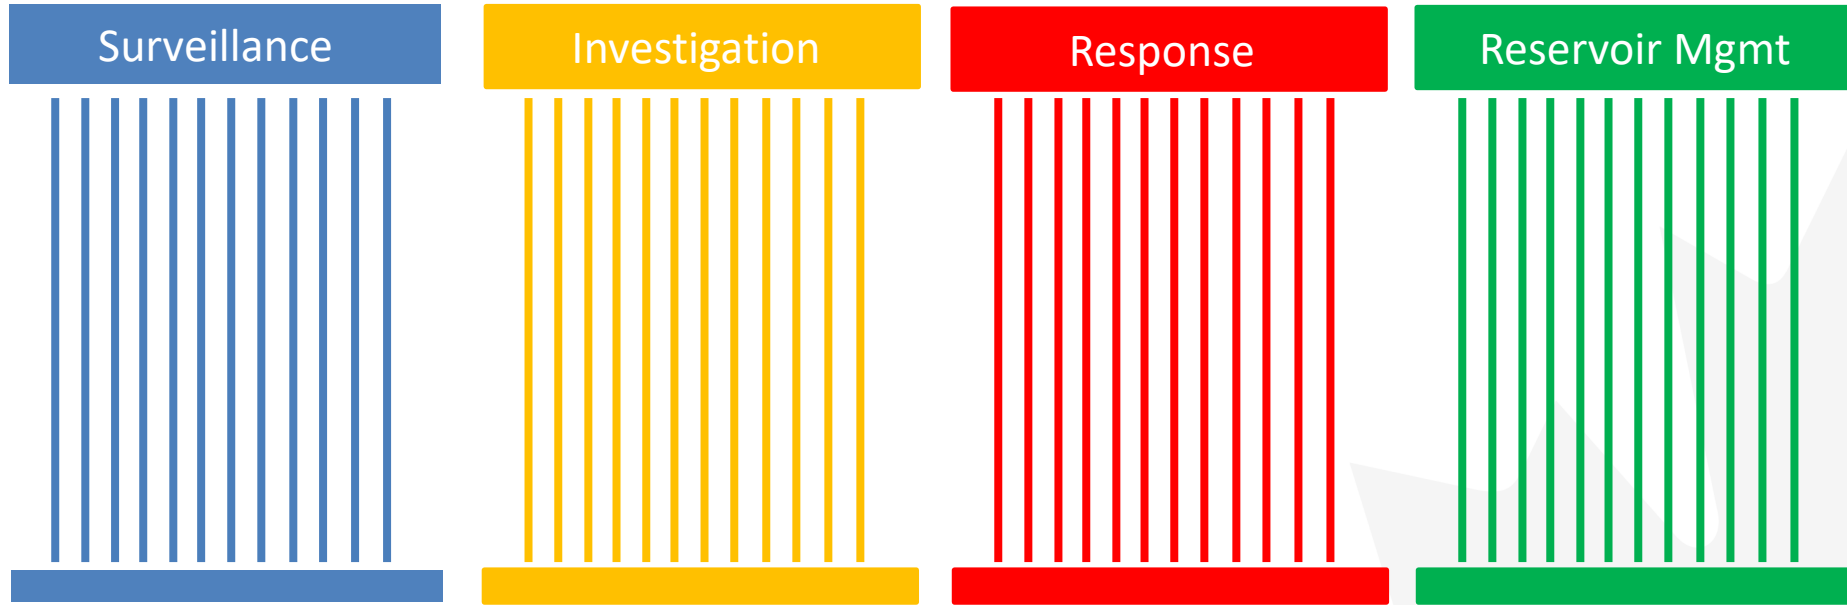 Surveillance
Investigation
Response
Reservoir Mgmt